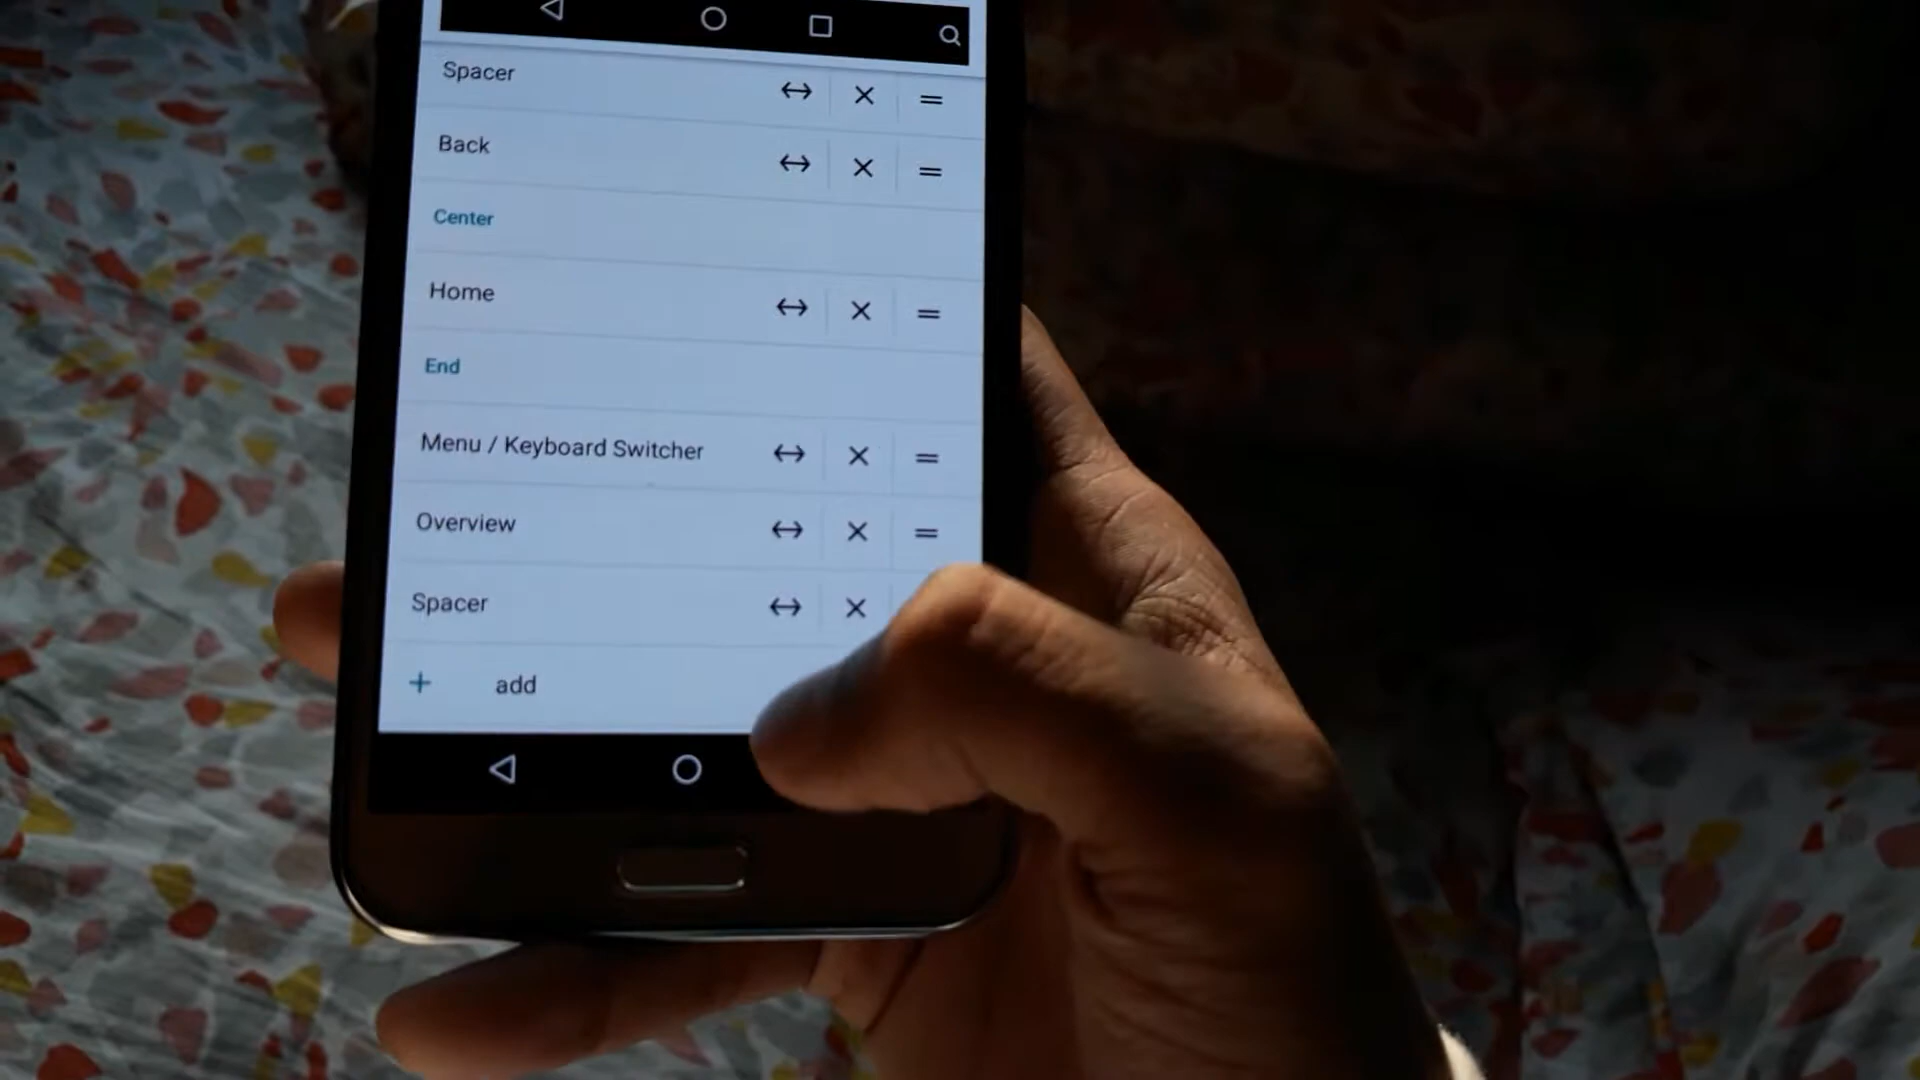 Spacer
Back
Center
Home
End
Menu / Keyboard Switcher
Overview
Spacer
add